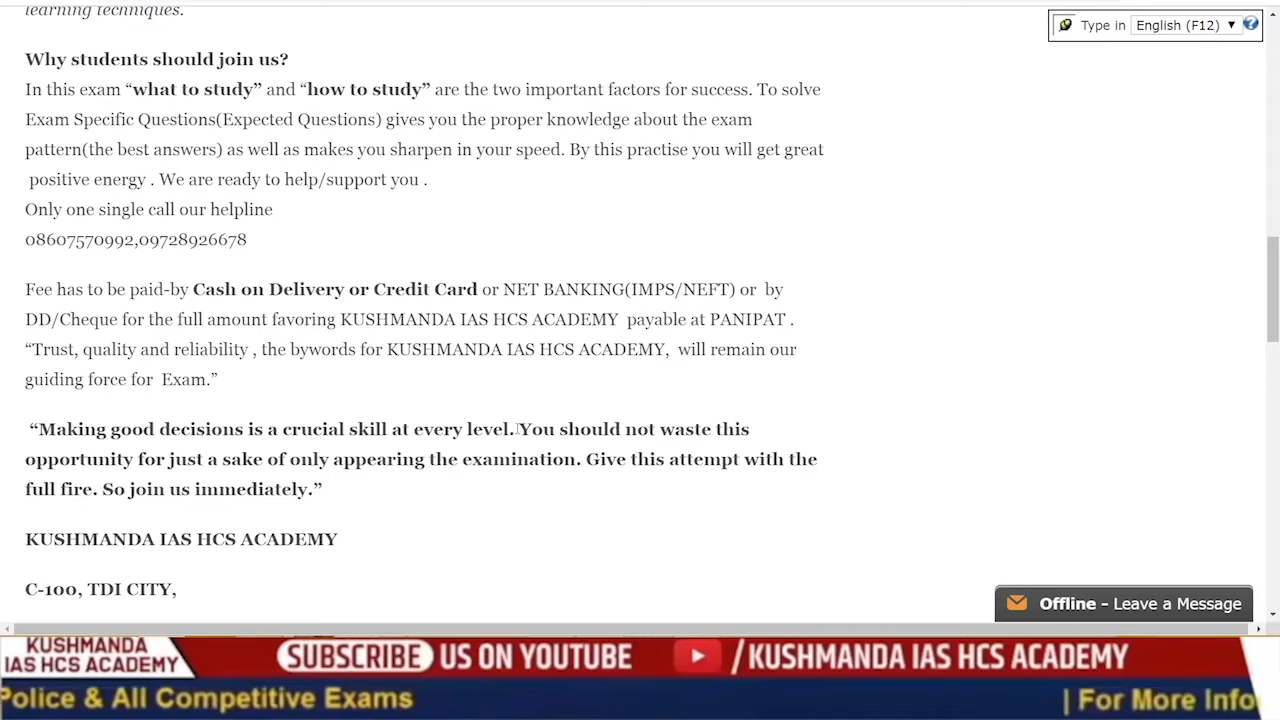 learning techniques.
Type in English (F12)
Why students should join us?
In this exam “what to study” and “how to study” are the two important factors for success. To solve
Exam Specific Questions(Expected Questions) gives you the proper knowledge about the exam
pattern(the best answers) as well as makes you sharpen in your speed. By this practise you will get great
positive energy . We are ready to help/support you .
Only one single call our helpline
08607570992,09728926678
Fee has to be paid-by Cash on Delivery or Credit Card or NET BANKING(IMPS/NEFT) or by
DD/Cheque for the full amount favoring KUSHMANDA IAS HCS ACADEMY payable at PANIPAT .
“Trust, quality and reliability , the bywords for KUSHMANDA IAS HCS ACADEMY, will remain our
guiding force for Exam.”
“Making good decisions is a crucial skill at every level. You should not waste this
opportunity for just a sake of only appearing the examination. Give this attempt with the
full fire. So join us immediately.”
KUSHMANDA IAS HCS ACADEMY
C-100, TDI CITY,
Offline – Leave a Message
KUSHMANDA
IAS HCS ACADEMY
SUBSCRIBE US ON YOUTUBE
/KUSHMANDA IAS HCS ACADEMY
Police & All Competitive Exams
| For More Info